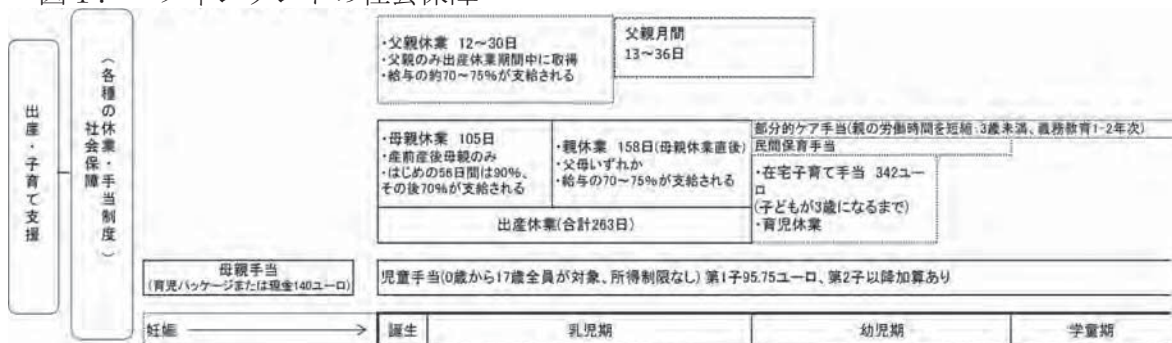 出産・子育て支援
社会保障
（各種の休業・手当制度）
・父親休業 12～30日
・父親のみ出産休業期間中に取得
・給与の約70～75%が支給される
父親月間
13～36日
・母親休業 105日
・産前産後母親のみ
・はじめの56日間は90%、
その後70%が支給される
・親休業 158日(母親休業直後)
・父母いずれか
・給与の70～75%が支給される
出産休業(合計263日)
部分的ケア手当(親の労働時間を短縮:3歳未満、義務教育1-2年次)
民間保育手当
・在宅子育て手当 342ユー
ロ
(子どもが3歳になるまで)
・育児休業
母親手当
(育児パッケージまたは現金140ユーロ)
児童手当(0歳から17歳全員が対象、所得制限なし) 第1子95.75ユーロ、第2子以降加算あり
妊娠
誕生
乳児期
幼児期
学童期